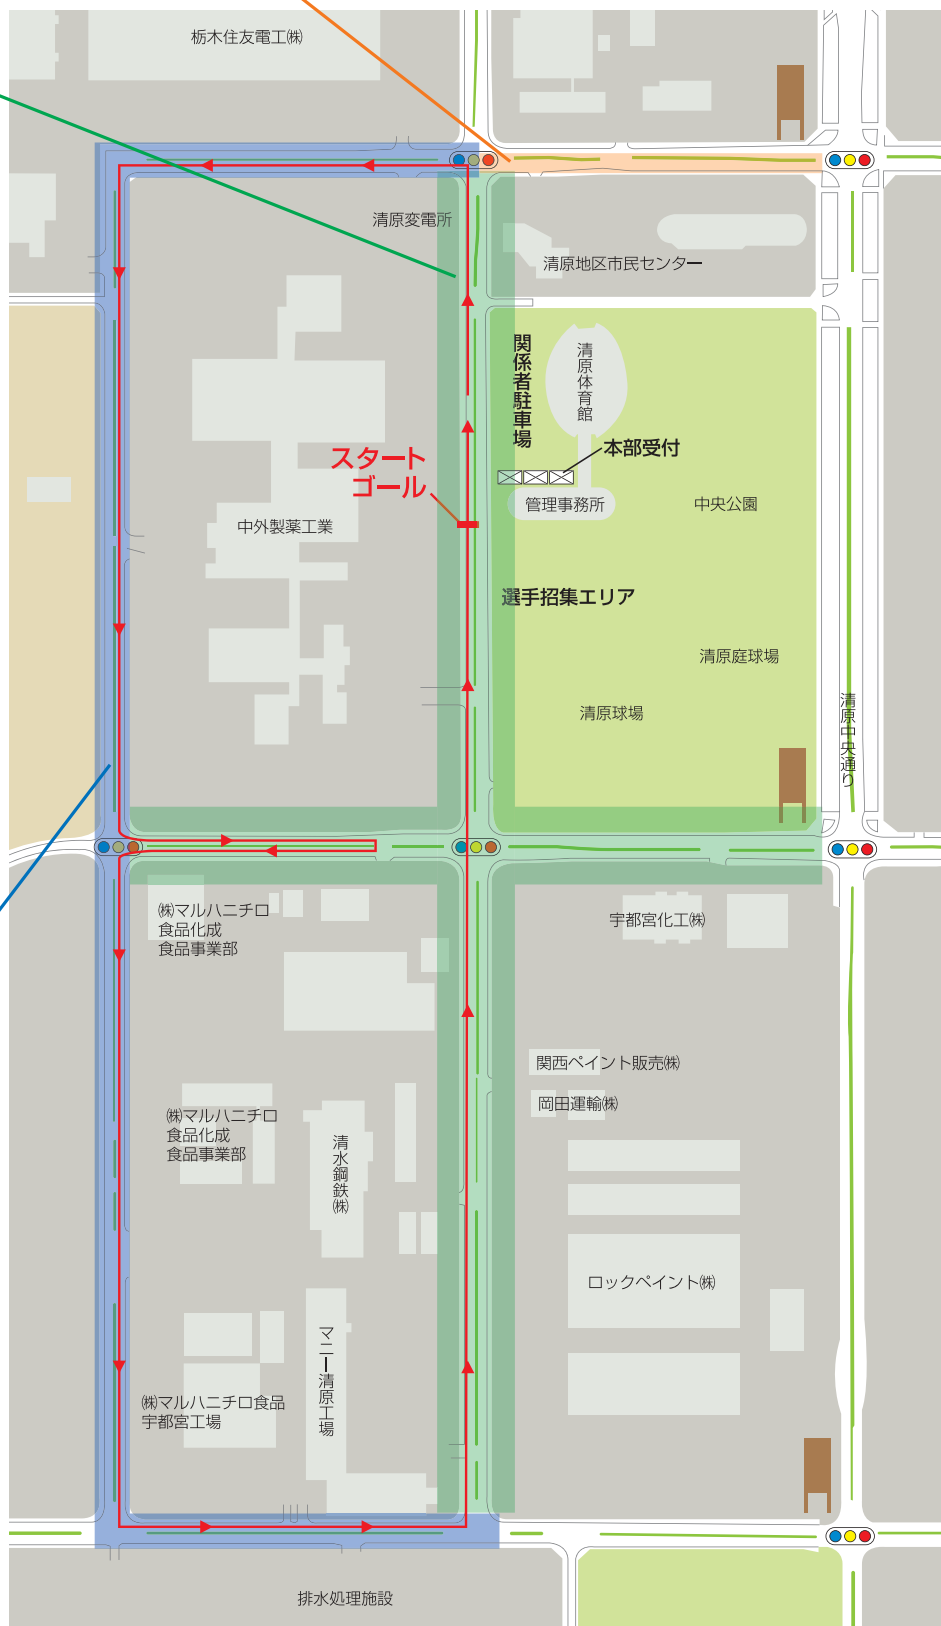 栃木住友電工㈱
清原変電所
清原地区市民センター
関係者駐車場
清原体育館
スタート
ゴール
本部受付
管理事務所
中央公園
中外製薬工業
選手招集エリア
清原庭球場
清原球場
清原中央通り
㈱マルハニチロ
食品化成
食品事業部
宇都宮化工㈱
関西ペイント販売㈱
岡田運輸㈱
㈱マルハニチロ
食品化成
食品事業部
清水鋼鉄㈱
ロックペイント㈱
マニー清原工場
㈱マルハニチロ食品
宇都宮工場
排水処理施設